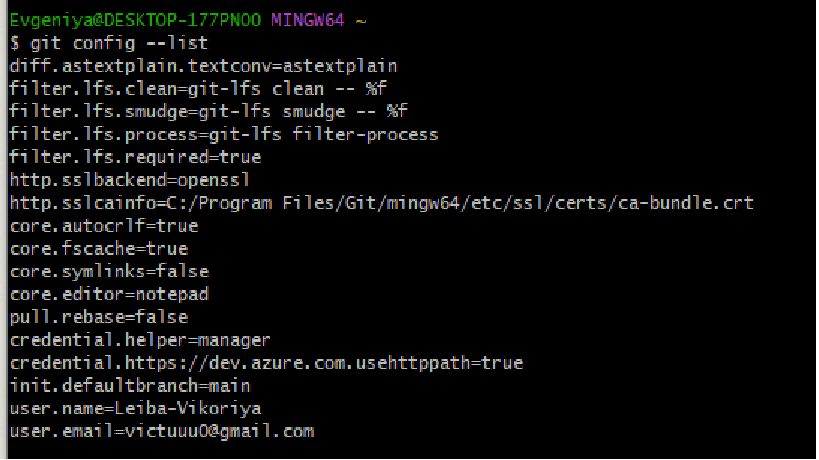 Evgeniya@DESKTOP-177PNOO MINGW64 ~
$ git config --list
diff.astextplain.textconv=astextplain
filter.lfs.clean=git-lfs clean -- %f
filter.lfs.smudge=git-lfs smudge -- %f
filter.lfs.process=git-lfs filter-process
filter.lfs.required=true
http.sslbackend=openssl
http.sslcainfo=C:/Program Files/Git/mingw64/etc/ssl/certs/ca-bundle.crt
core.autocrlf=true
core.fscache=true
core.symlinks=false
core.editor=notepad
pull.rebase=false
credential.helper=manager
credential.https://dev.azure.com.usehttppath=true
init.defaultbranch=main
user.name=Leiba-Vikoriya
user.email=victuuu0@gmail.com